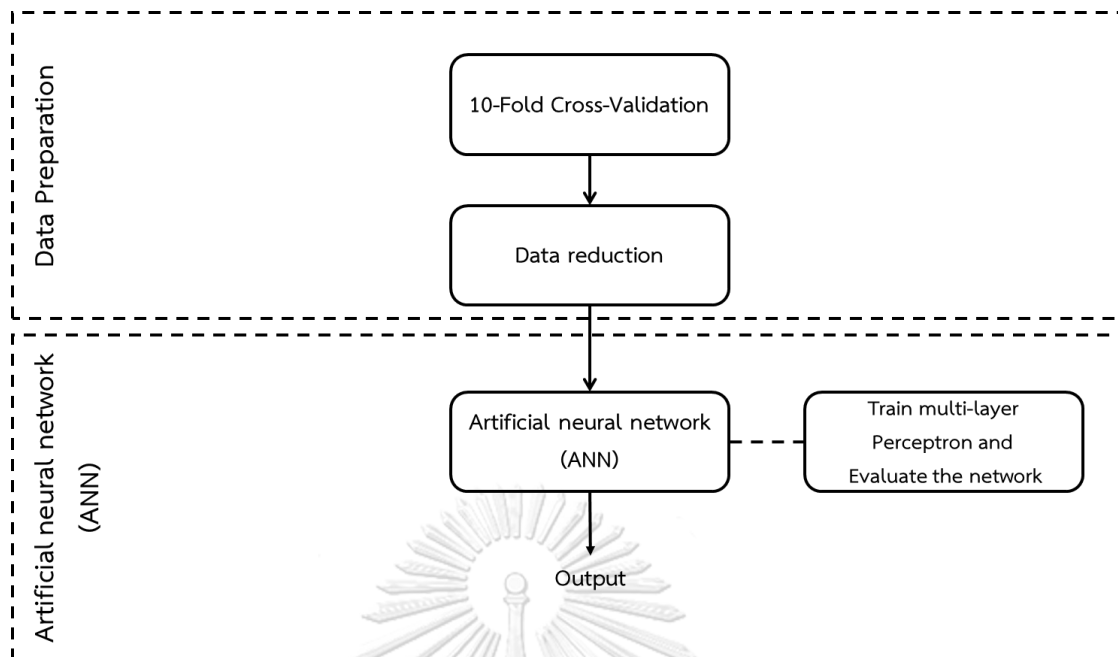 Data Preparation
10-Fold Cross-Validation
Data reduction
Artificial neural network
(ANN)
Artificial neural network
(ANN)
Train multi-layer
Perceptron and
Evaluate the network
Output